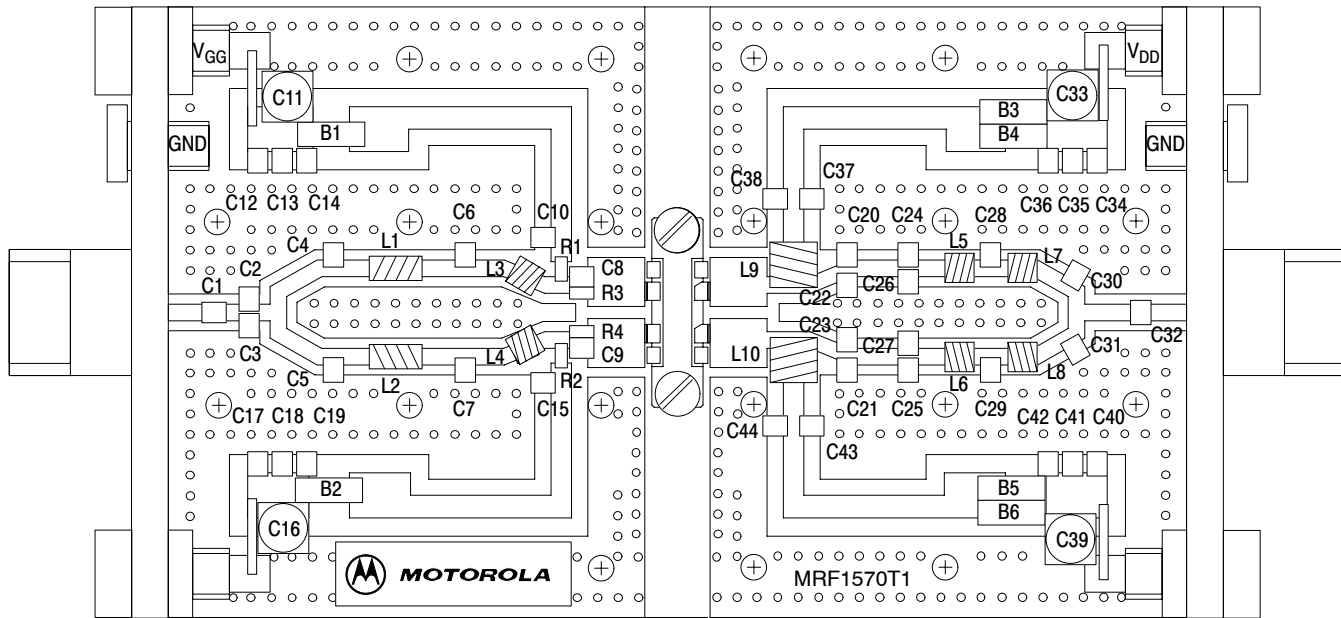 VGG
C11
B1
GND
C12 C13 C14
C6
C10
C4
L1
R1
C2
L3
C8
C1
R3
R4
C3
C9
L4
C5
L2
R2
C7
C15
C17 C18 C19
B2
C16
MOTOROLA
VDD
C33
B3
B4
GND
C38
C37
C20 C24 C28
C36 C35 C34
L5
L7
L9
C30
C26
C22
C23
C32
C27
C31
L10
L6
L8
C21 C25 C29
C42 C41 C40
C44
C43
B5
B6
C39
MRF1570T1